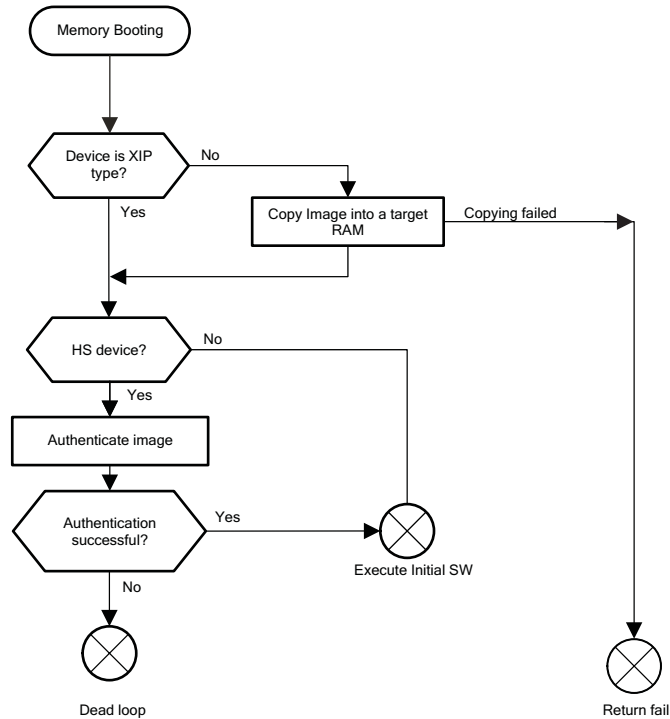 Memory Booting
Device is XIP
type?
No
Yes
Copy Image into a target
RAM
Copying failed
HS device?
No
Yes
Authenticate image
Authentication
successful?
Yes
No
Execute Initial SW
Dead loop
Return fail